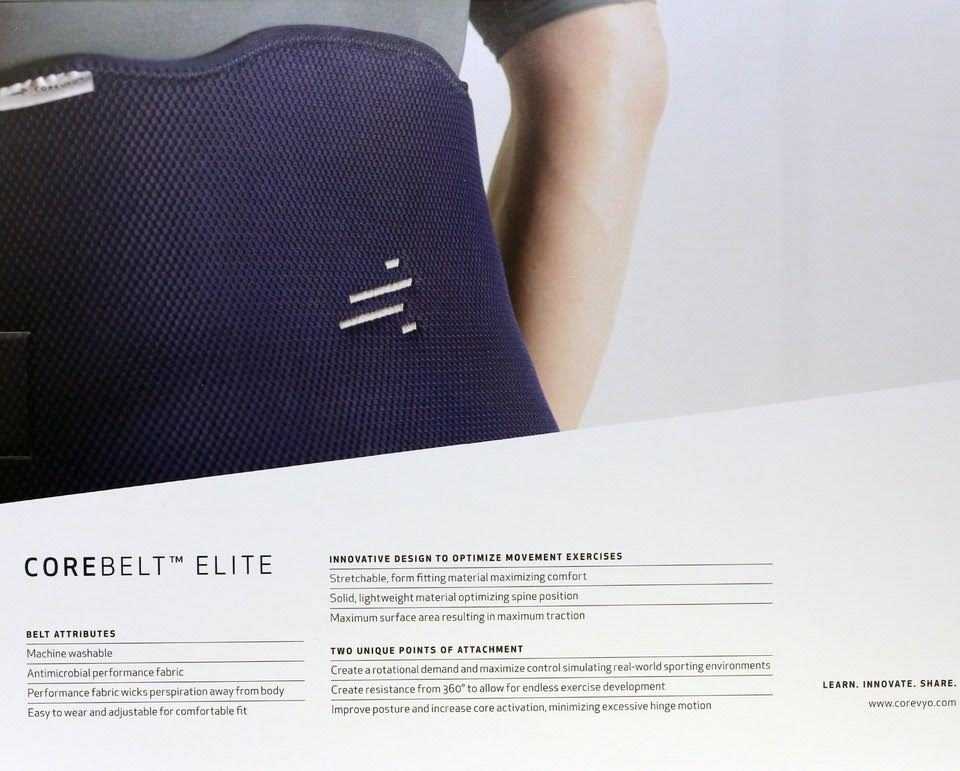 COREVYO
COREBELT™ ELITE
BELT ATTRIBUTES
Machine washable
Antimicrobial performance fabric
Performance fabric wicks perspiration away from body
Easy to wear and adjustable for comfortable fit
INNOVATIVE DESIGN TO OPTIMIZE MOVEMENT EXERCISES
Stretchable, form fitting material maximizing comfort
Solid, lightweight material optimizing spine position
Maximum surface area resulting in maximum traction
TWO UNIQUE POINTS OF ATTACHMENT
Create a rotational demand and maximize control simulating real-world sporting environments
Create resistance from 360° to allow for endless exercise development
Improve posture and increase core activation, minimizing excessive hinge motion
LEARN. INNOVATE. SHARE.
www.corevyo.com